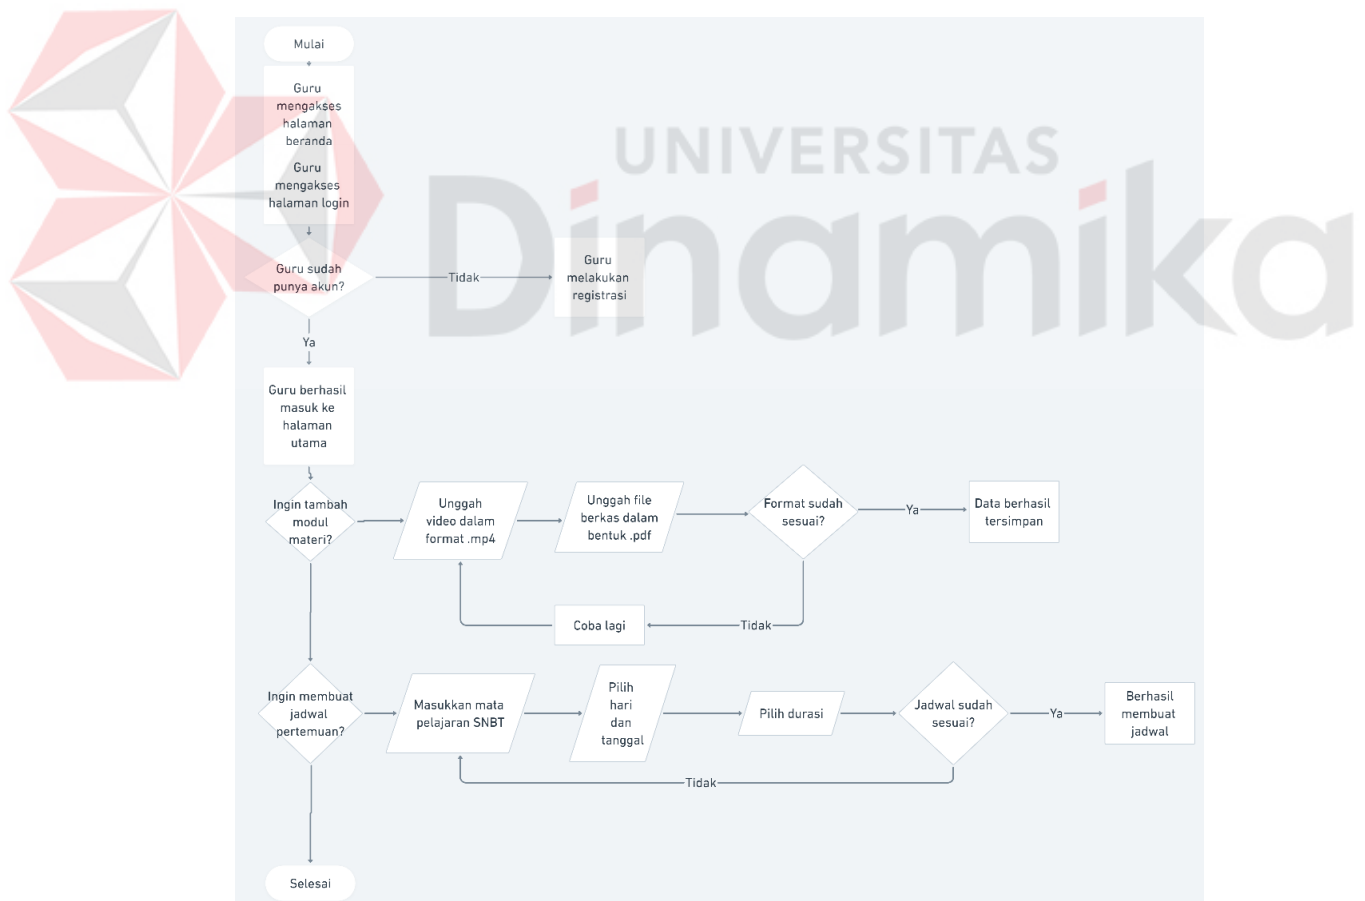 Mulai
Guru
mengakses
halaman
beranda
Guru
mengakses
halaman login
UNIVERSITAS
Dinamika
Guru sudah
punya akun?
Tidak
Guru
melakukan
registrasi
Ya
Guru berhasil
masuk ke
halaman
utama
Ingin tambah
modul
materi?
Unggah
video dalam
format .mp4
Unggah file
berkas dalam
bentuk .pdf
Format sudah
sesuai?
Ya
Data berhasil
tersimpan
Coba lagi
Tidak
Ingin membuat
jadwal
pertemuan?
Masukkan mata
pelajaran SNBT
Pilih
hari
dan
tanggal
Pilih durasi
Jadwal sudah
sesuai?
Ya
Berhasil
membuat
jadwal
Tidak
Selesai